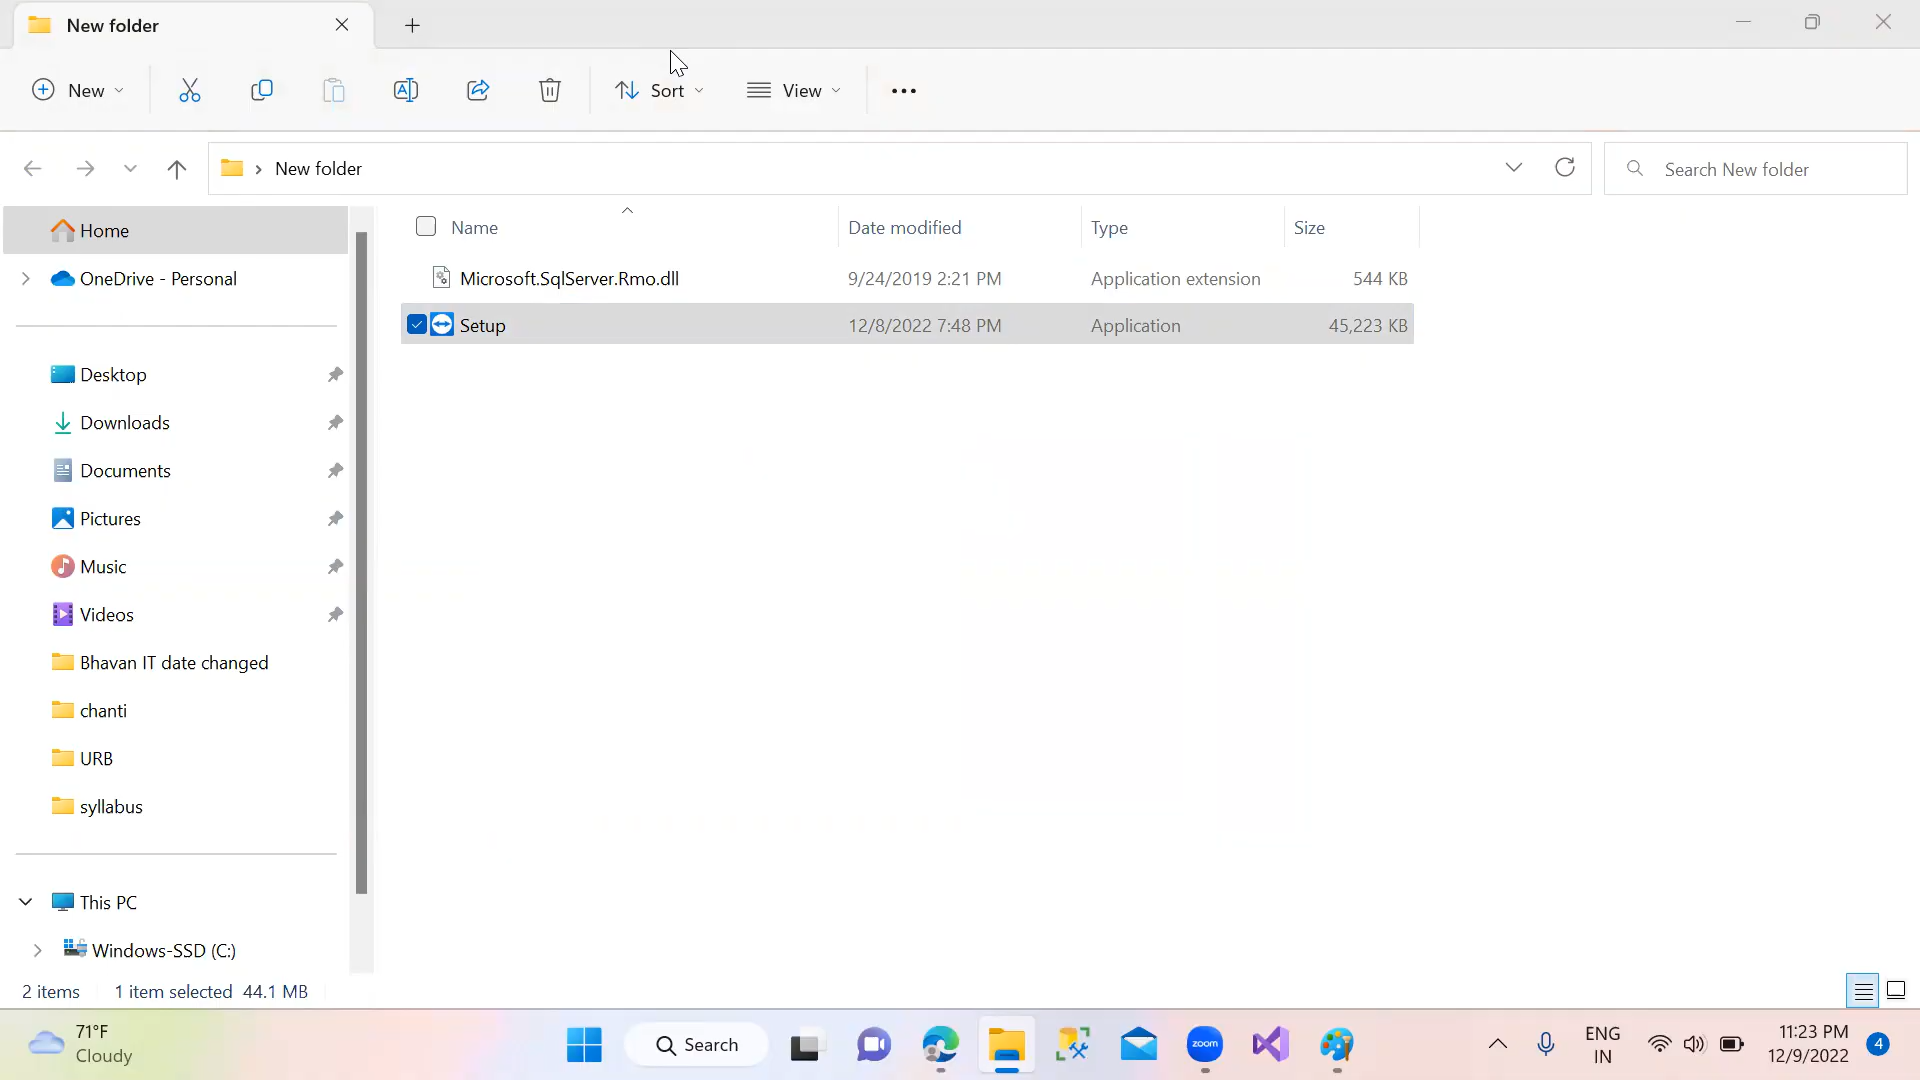 New folder
New
Sort
View
New folder
Search New folder
Name Date modified Type Size
Home
OneDrive - Personal
Microsoft.SqlServer.Rmo.dll 9/24/2019 2:21 PM Application extension 544 KB
Setup 12/8/2022 7:48 PM Application 45,223 KB
Desktop
Downloads
Documents
Pictures
Music
Videos
Bhavan IT date changed
chanti
URB
syllabus
This PC
Windows-SSD (C:)
2 items 1 item selected 44.1 MB
71°F
Cloudy
Search
zoom
ENG
IN
11:23 PM
12/9/2022
4